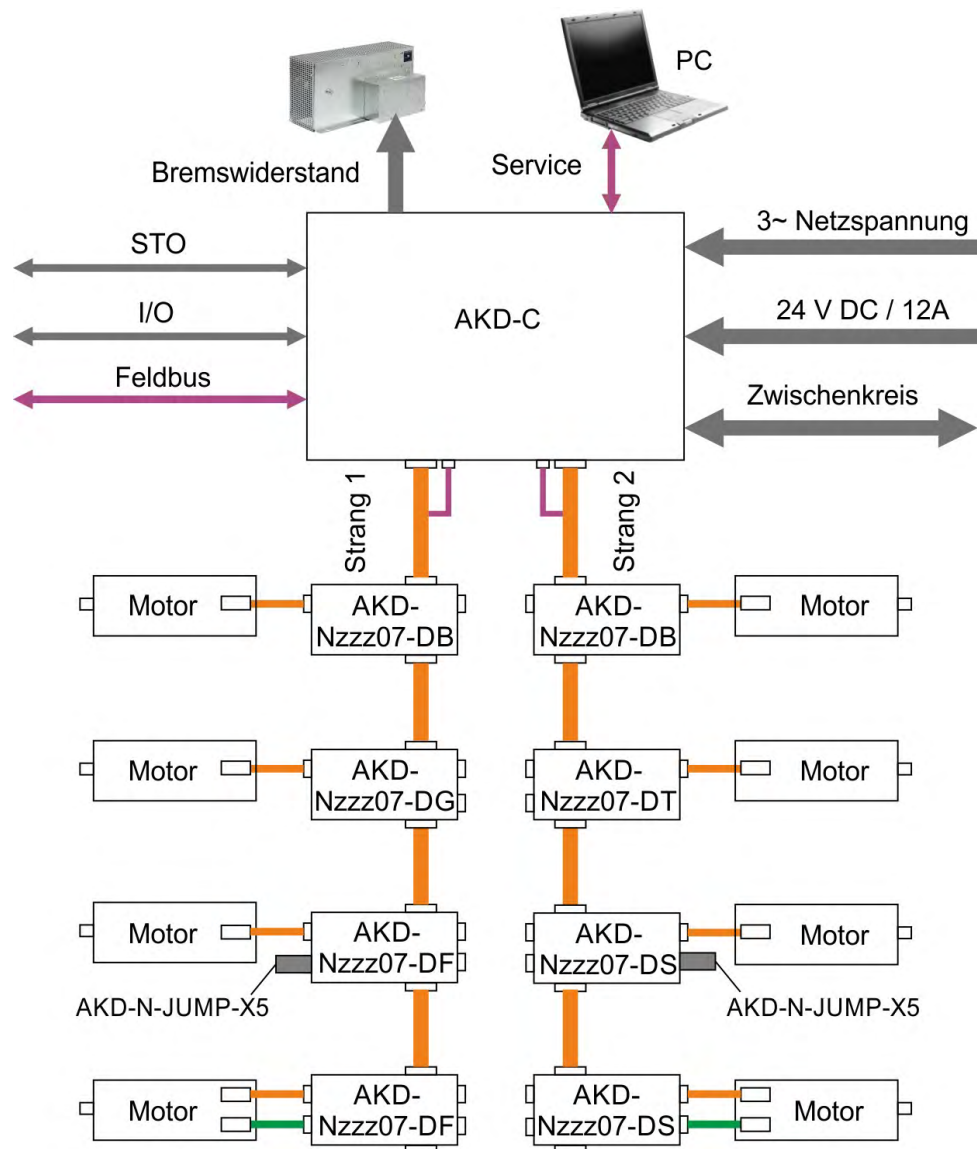 PC
Bremswiderstand
Service
STO
3~ Netzspannung
I/O
AKD-C
24 V DC / 12A
Feldbus
Zwischenkreis
Strang 1
Strang 2
Motor
AKD-
Nzzz07-DB
AKD-
Nzzz07-DB
Motor
Motor
AKD-
Nzzz07-DG
AKD-
Nzzz07-DT
Motor
Motor
AKD-
Nzzz07-DF
AKD-
Nzzz07-DS
Motor
AKD-N-JUMP-X5
AKD-N-JUMP-X5
Motor
AKD-
Nzzz07-DF
AKD-
Nzzz07-DS
Motor